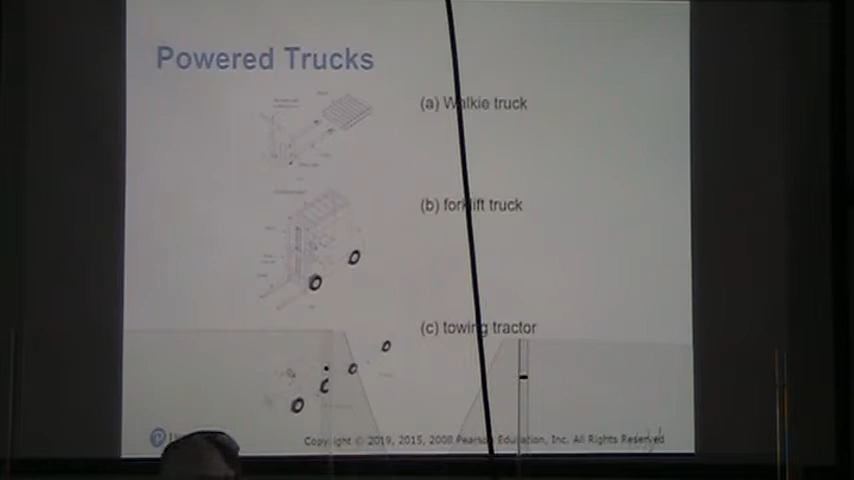 Powered Trucks
(a) Walkie truck
(b) forklift truck
(c) towing tractor
Copyright © 2019, 2015, 2008 Pearson Education, Inc. All Rights Reserved